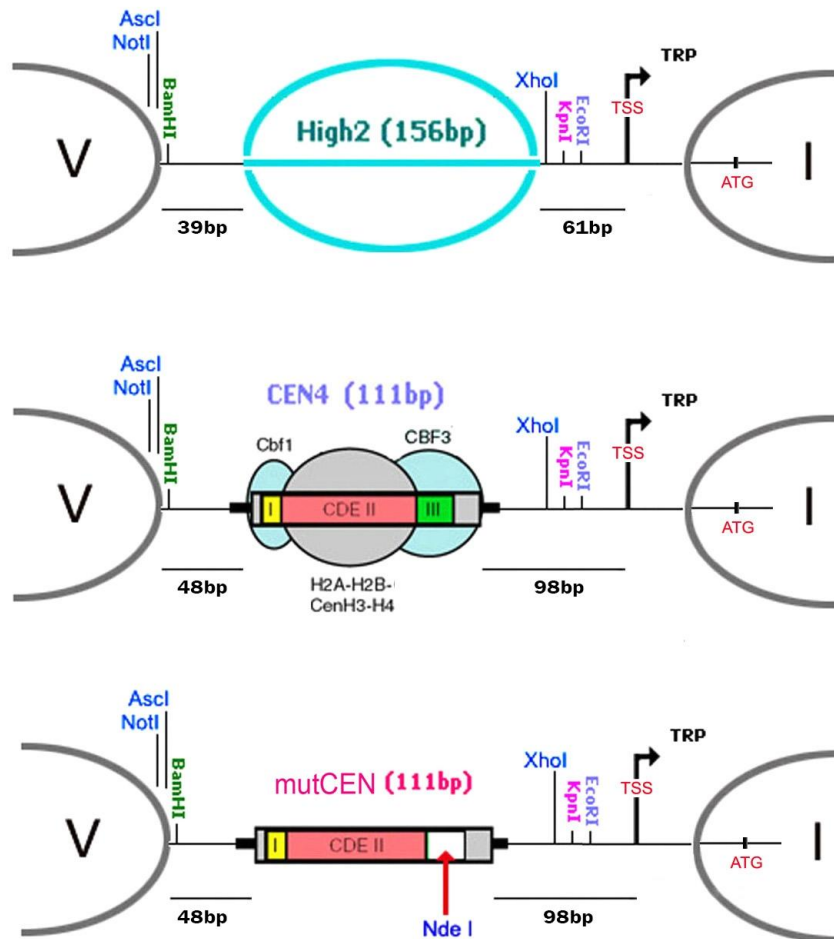 AscI
NotI
BamHI
V
High2 (156bp)
XhoI
KpnI
EcoRI
TSS
TRP
ATG
I
39bp
61bp
AscI
NotI
BamHI
V
CEN4 (111bp)
Cbf1
CBF3
I
CDE II
III
H2A-H2B-
CenH3-H4
XhoI
KpnI
EcoRI
TSS
TRP
ATG
I
48bp
98bp
AscI
NotI
BamHI
V
mutCEN (111bp)
I
CDE II
Nde I
XhoI
KpnI
EcoRI
TSS
TRP
ATG
I
48bp
98bp